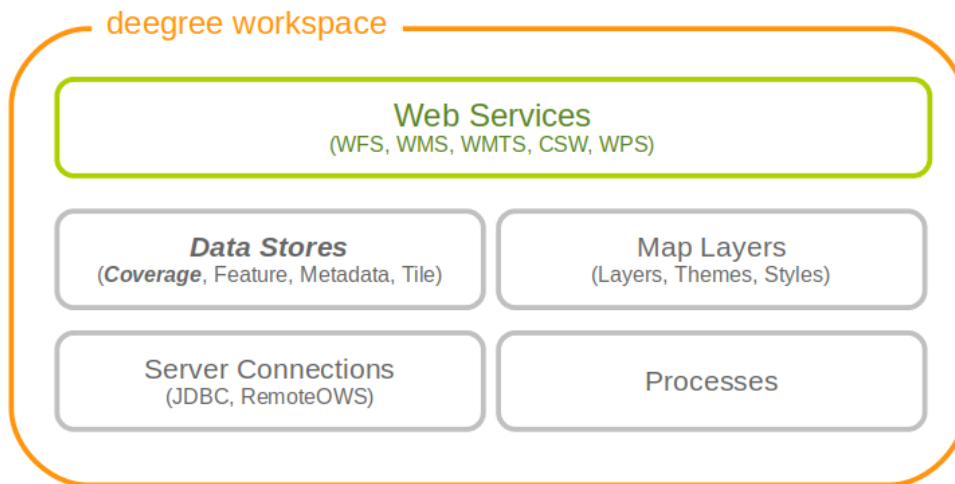 deegree workspace
Web Services
(WFS, WMS, WMTS, CSW, WPS)
Data Stores
(Coverage, Feature, Metadata, Tile)
Map Layers
(Layers, Themes, Styles)
Server Connections
(JDBC, RemoteOWS)
Processes